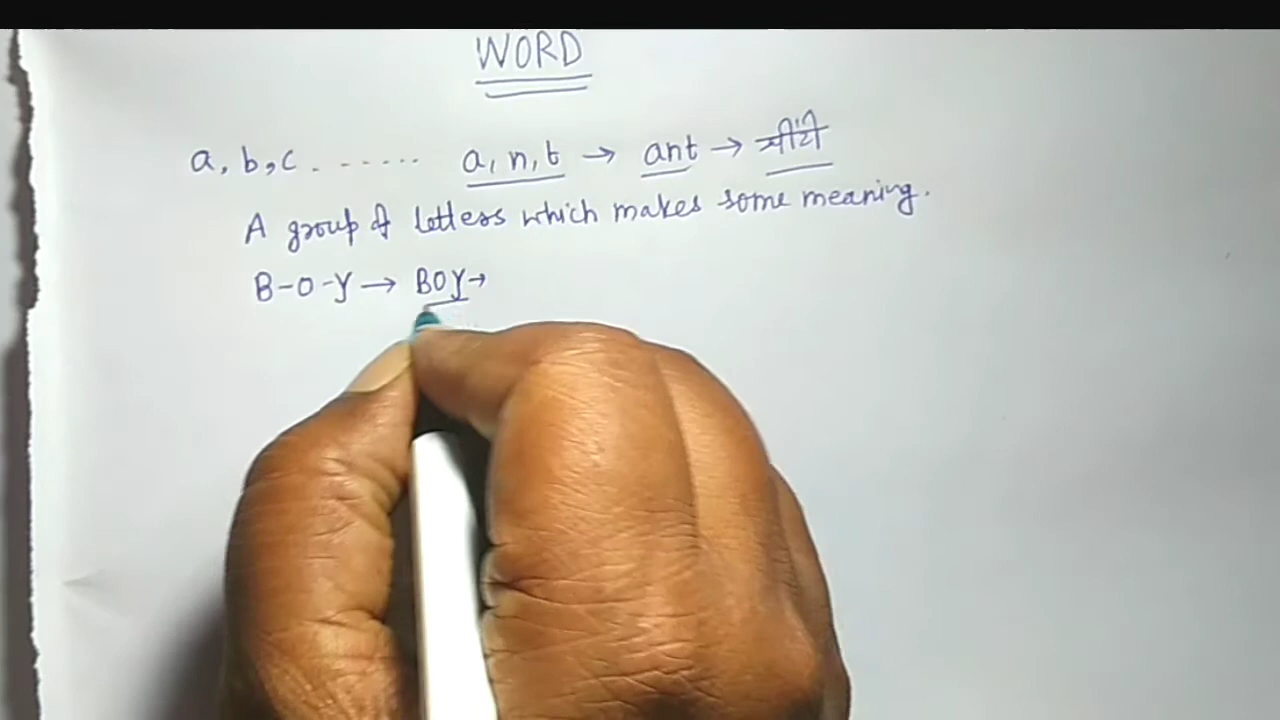 WORD
a, b, c . - - - - . . . a, n, t → ant → चींटी
A group of letters which makes some meaning.
B-O-Y → BOY →